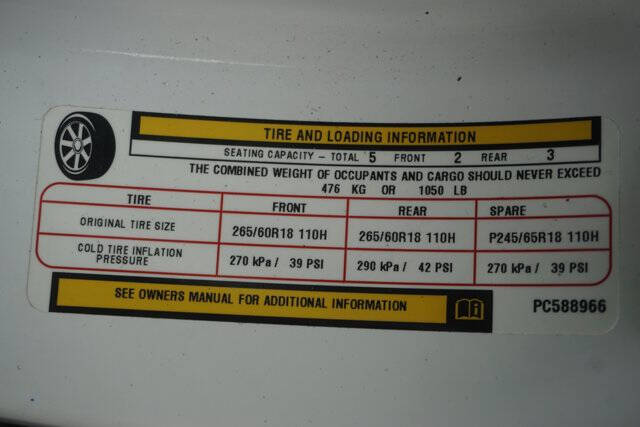 TIRE AND LOADING INFORMATION
SEATING CAPACITY – TOTAL 5 FRONT 2 REAR 3
THE COMBINED WEIGHT OF OCCUPANTS AND CARGO SHOULD NEVER EXCEED
476 KG OR 1050 LB
TIRE FRONT REAR SPARE
ORIGINAL TIRE SIZE 265/60R18 110H 265/60R18 110H P245/65R18 110H
COLD TIRE INFLATION
PRESSURE 270 kPa / 39 PSI 290 kPa / 42 PSI 270 kPa / 39 PSI
SEE OWNERS MANUAL FOR ADDITIONAL INFORMATION
PC588966